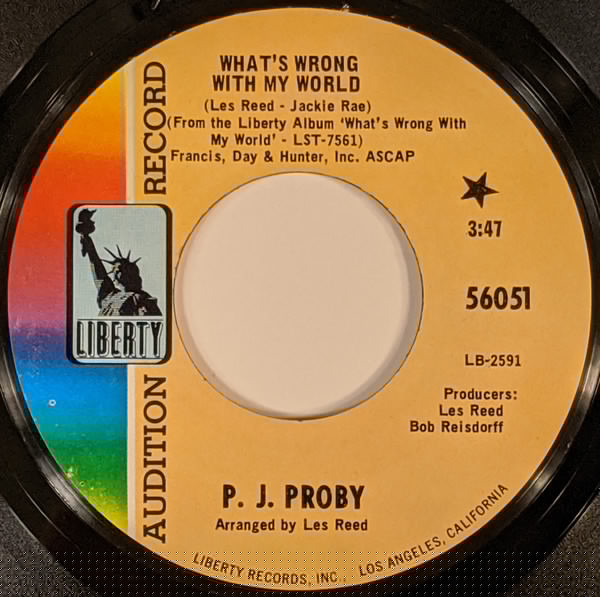 WHAT'S WRONG
WITH MY WORLD
(Les Reed - Jackie Rae)
(From the Liberty Album 'What's Wrong With
My World' - LST-7561)
Francis, Day & Hunter, Inc. ASCAP
AUDITION RECORD
LIBERTY
3:47
56051
LB-2591
Producers:
Les Reed
Bob Reisdorff
P. J. PROBY
Arranged by Les Reed
LIBERTY RECORDS, INC., LOS ANGELES, CALIFORNIA